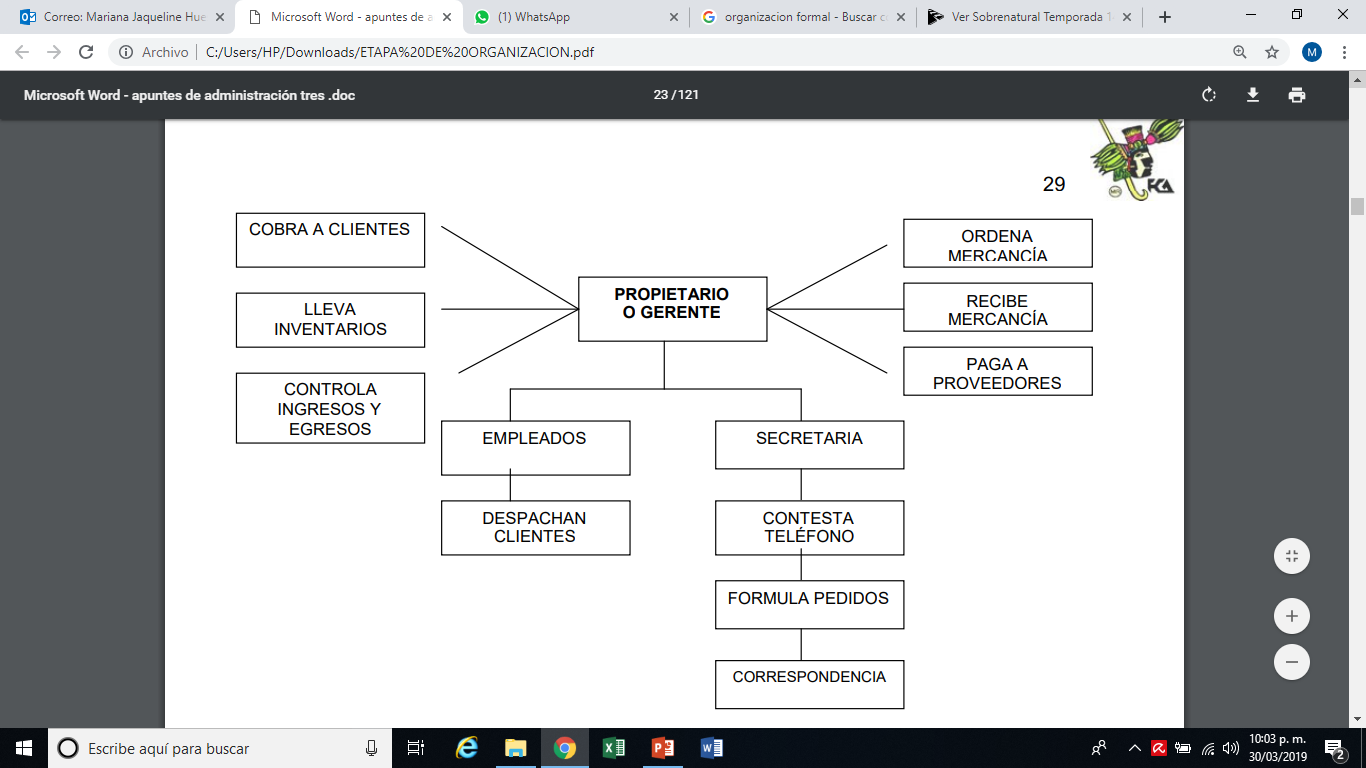 Correo: Mariana Jaqueline Hue
Microsoft Word - apuntes de a
(1) WhatsApp
organizacion formal - Buscar c
Ver Sobrenatural Temporada 1
Archivo
C:/Users/HP/Downloads/ETAPA%20DE%20ORGANIZACION.pdf
M
Microsoft Word - apuntes de administración tres .doc
23 / 121
FCA
29
COBRA A CLIENTES
LLEVA
INVENTARIOS
CONTROLA
INGRESOS Y
EGRESOS
PROPIETARIO
O GERENTE
ORDENA
MERCANCÍA
RECIBE
MERCANCÍA
PAGA A
PROVEEDORES
EMPLEADOS
SECRETARIA
DESPACHAN
CLIENTES
CONTESTA
TELÉFONO
FORMULA PEDIDOS
CORRESPONDENCIA
Escribe aquí para buscar
10:03 p. m.
30/03/2019
2